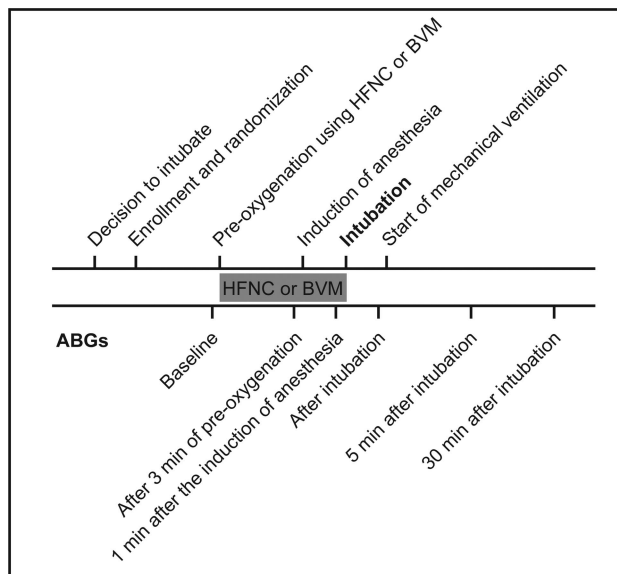 Decision to intubate
Enrollment and randomization
Pre-oxygenation using HFNC or BVM
Induction of anesthesia
Intubation
Start of mechanical ventilation
HFNC or BVM
ABGs
Baseline
After 3 min of pre-oxygenation
1 min after the induction of anesthesia
After intubation
5 min after intubation
30 min after intubation